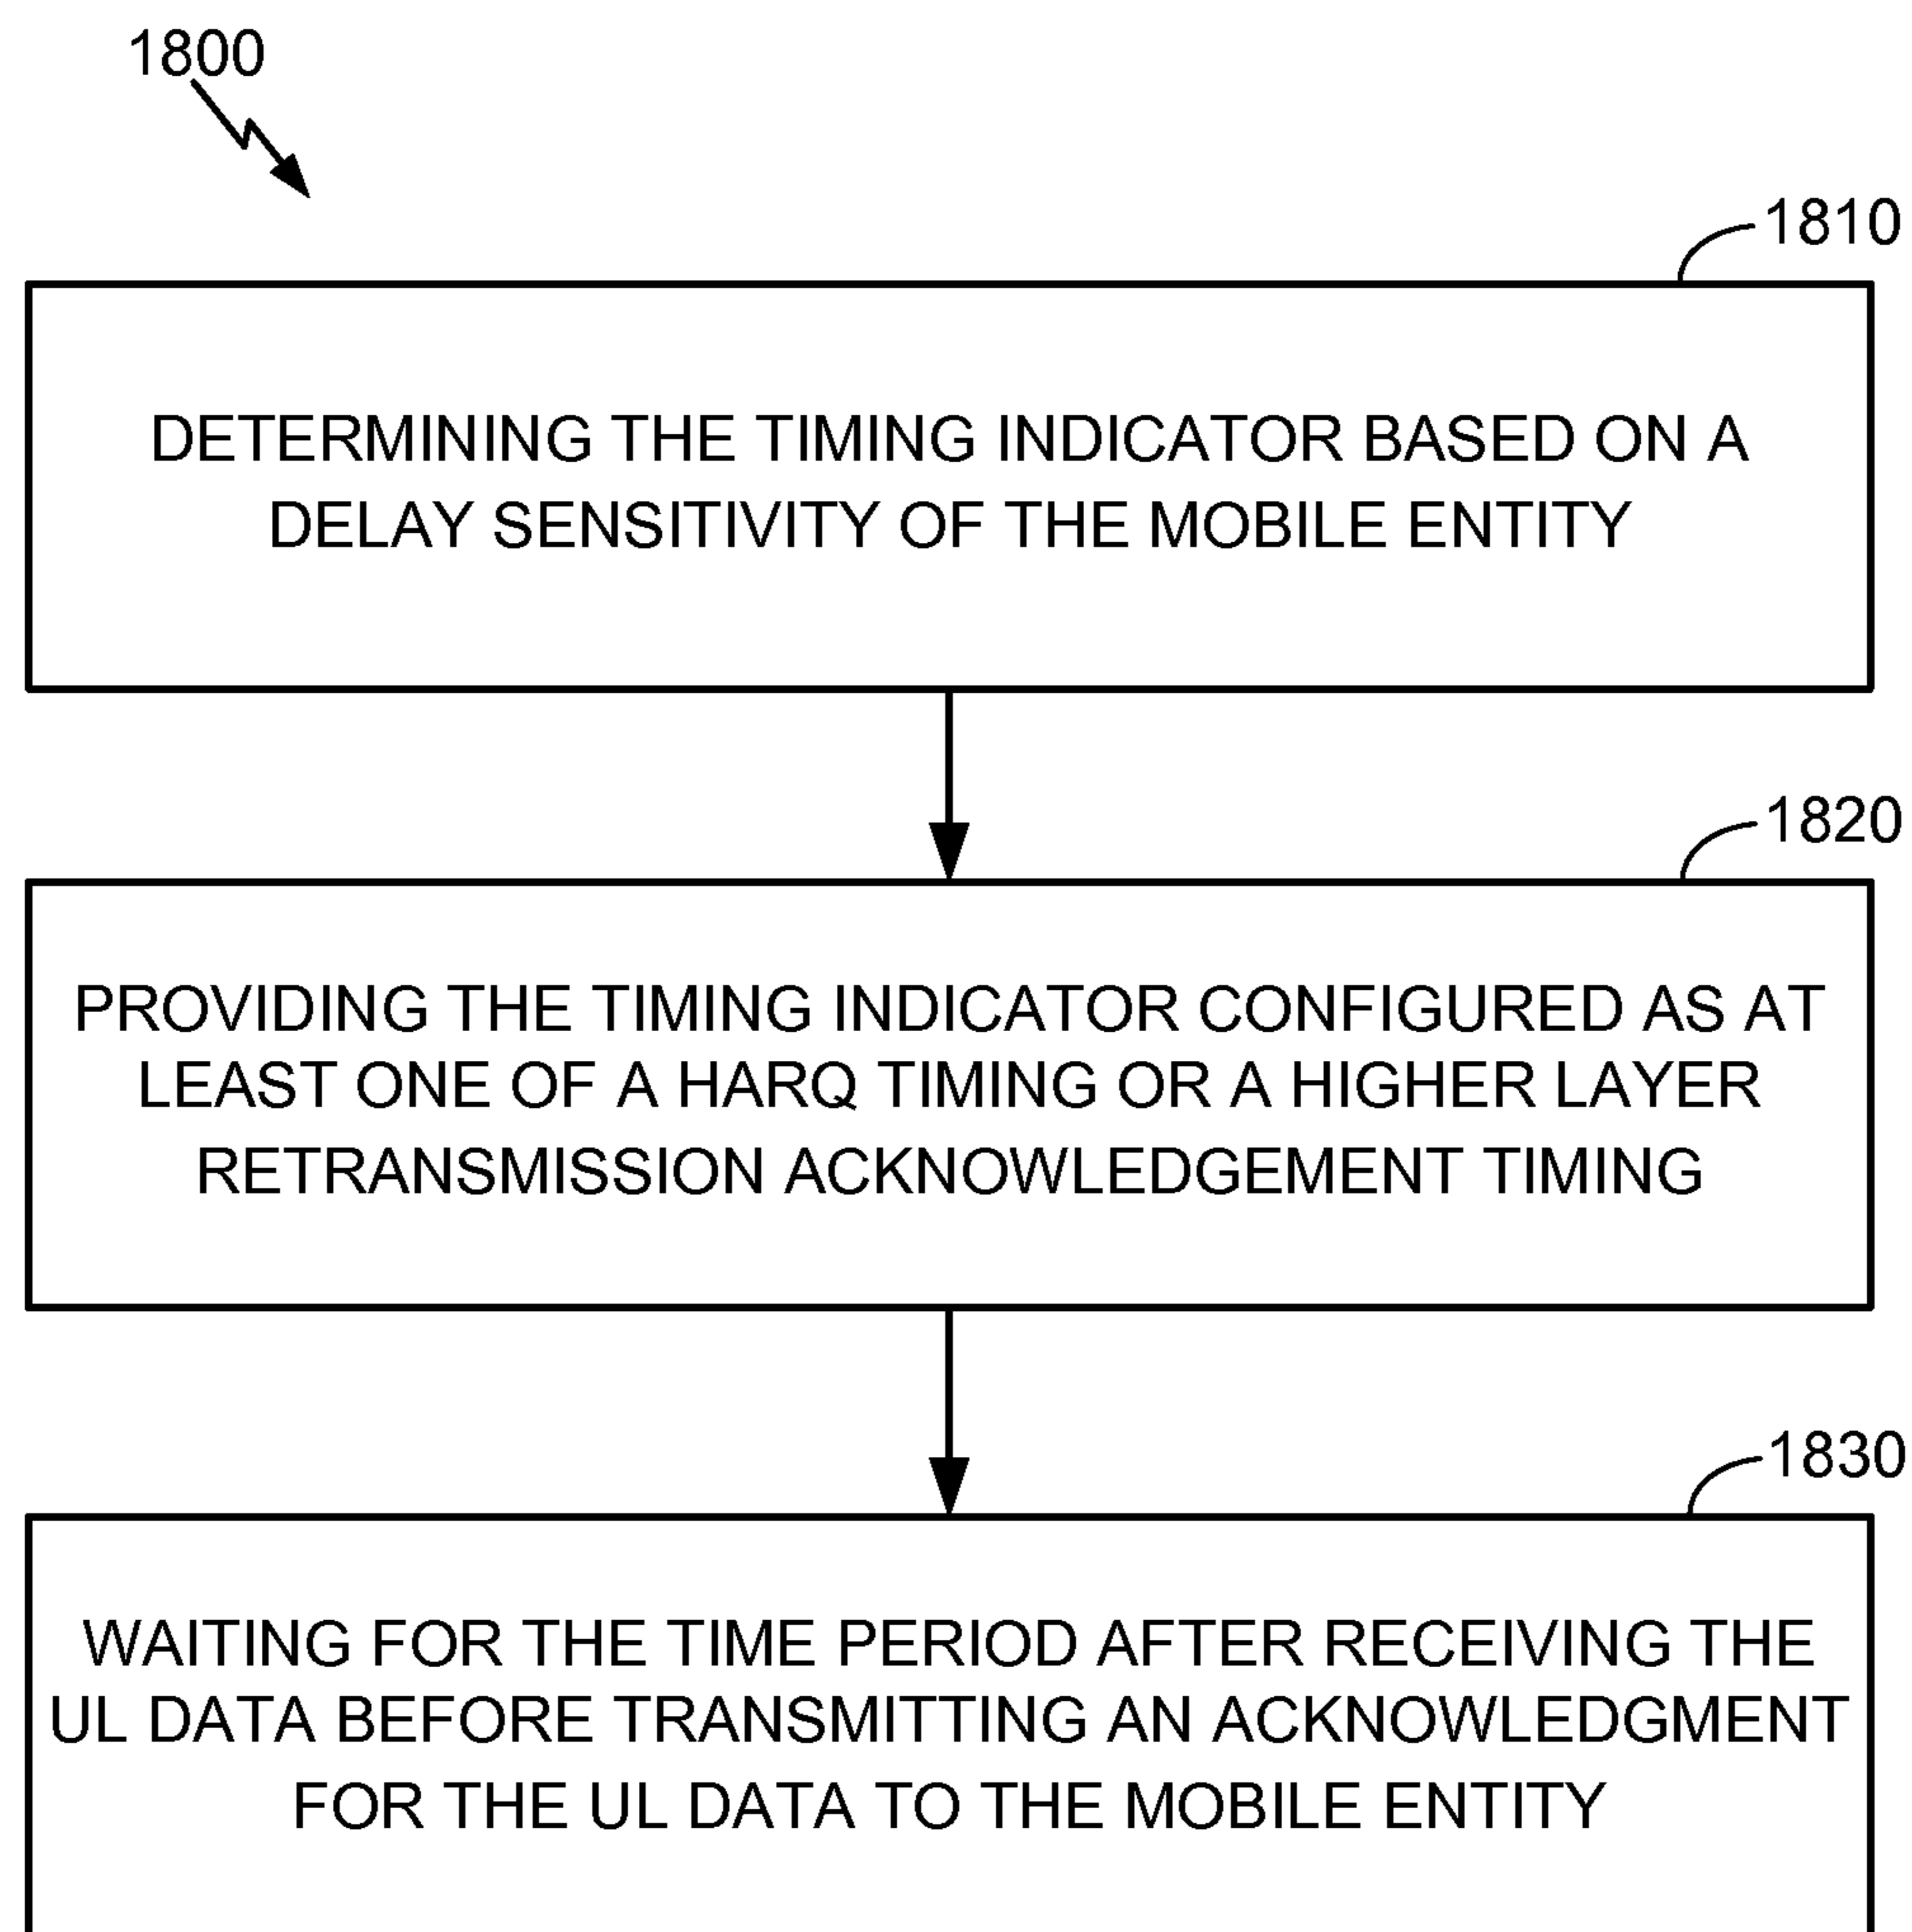 1800
1810
DETERMINING THE TIMING INDICATOR BASED ON A
DELAY SENSITIVITY OF THE MOBILE ENTITY
1820
PROVIDING THE TIMING INDICATOR CONFIGURED AS AT
LEAST ONE OF A HARQ TIMING OR A HIGHER LAYER
RETRANSMISSION ACKNOWLEDGEMENT TIMING
1830
WAITING FOR THE TIME PERIOD AFTER RECEIVING THE
UL DATA BEFORE TRANSMITTING AN ACKNOWLEDGMENT
FOR THE UL DATA TO THE MOBILE ENTITY